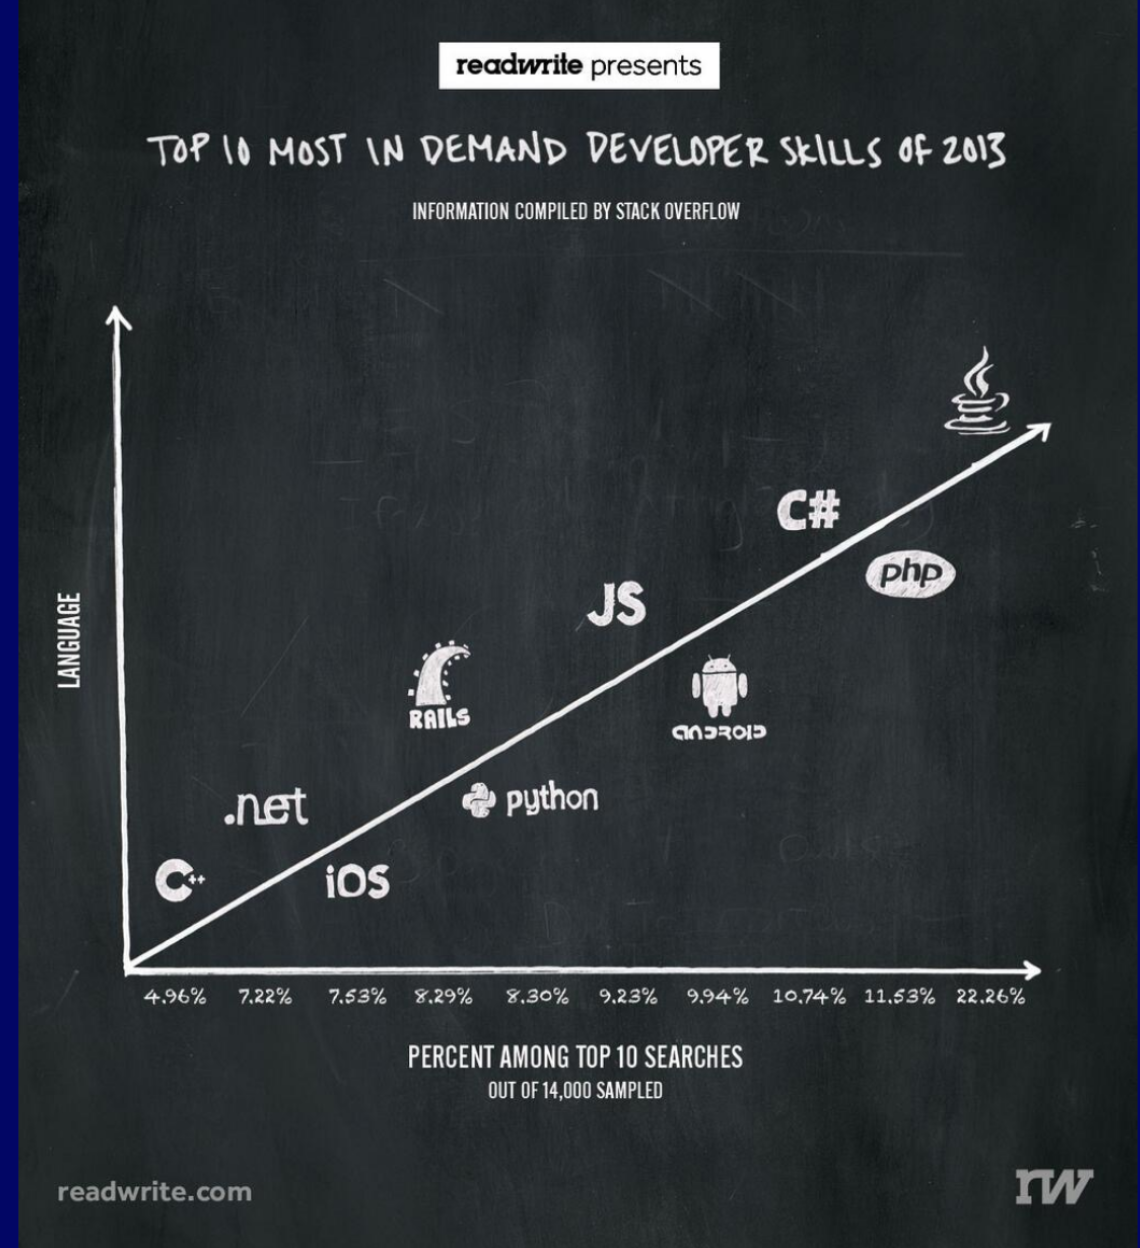 readwrite presents
TOP 10 MOST IN DEMAND DEVELOPER SKILLS OF 2013
INFORMATION COMPILED BY STACK OVERFLOW
C#
php
JS
RAILS
ANDROID
.net
python
C++
iOS
LANGUAGE
4.96% 7.22% 7.53% 8.29% 8.30% 9.23% 9.94% 10.74% 11.53% 22.26%
PERCENT AMONG TOP 10 SEARCHES
OUT OF 14,000 SAMPLED
readwrite.com
rw